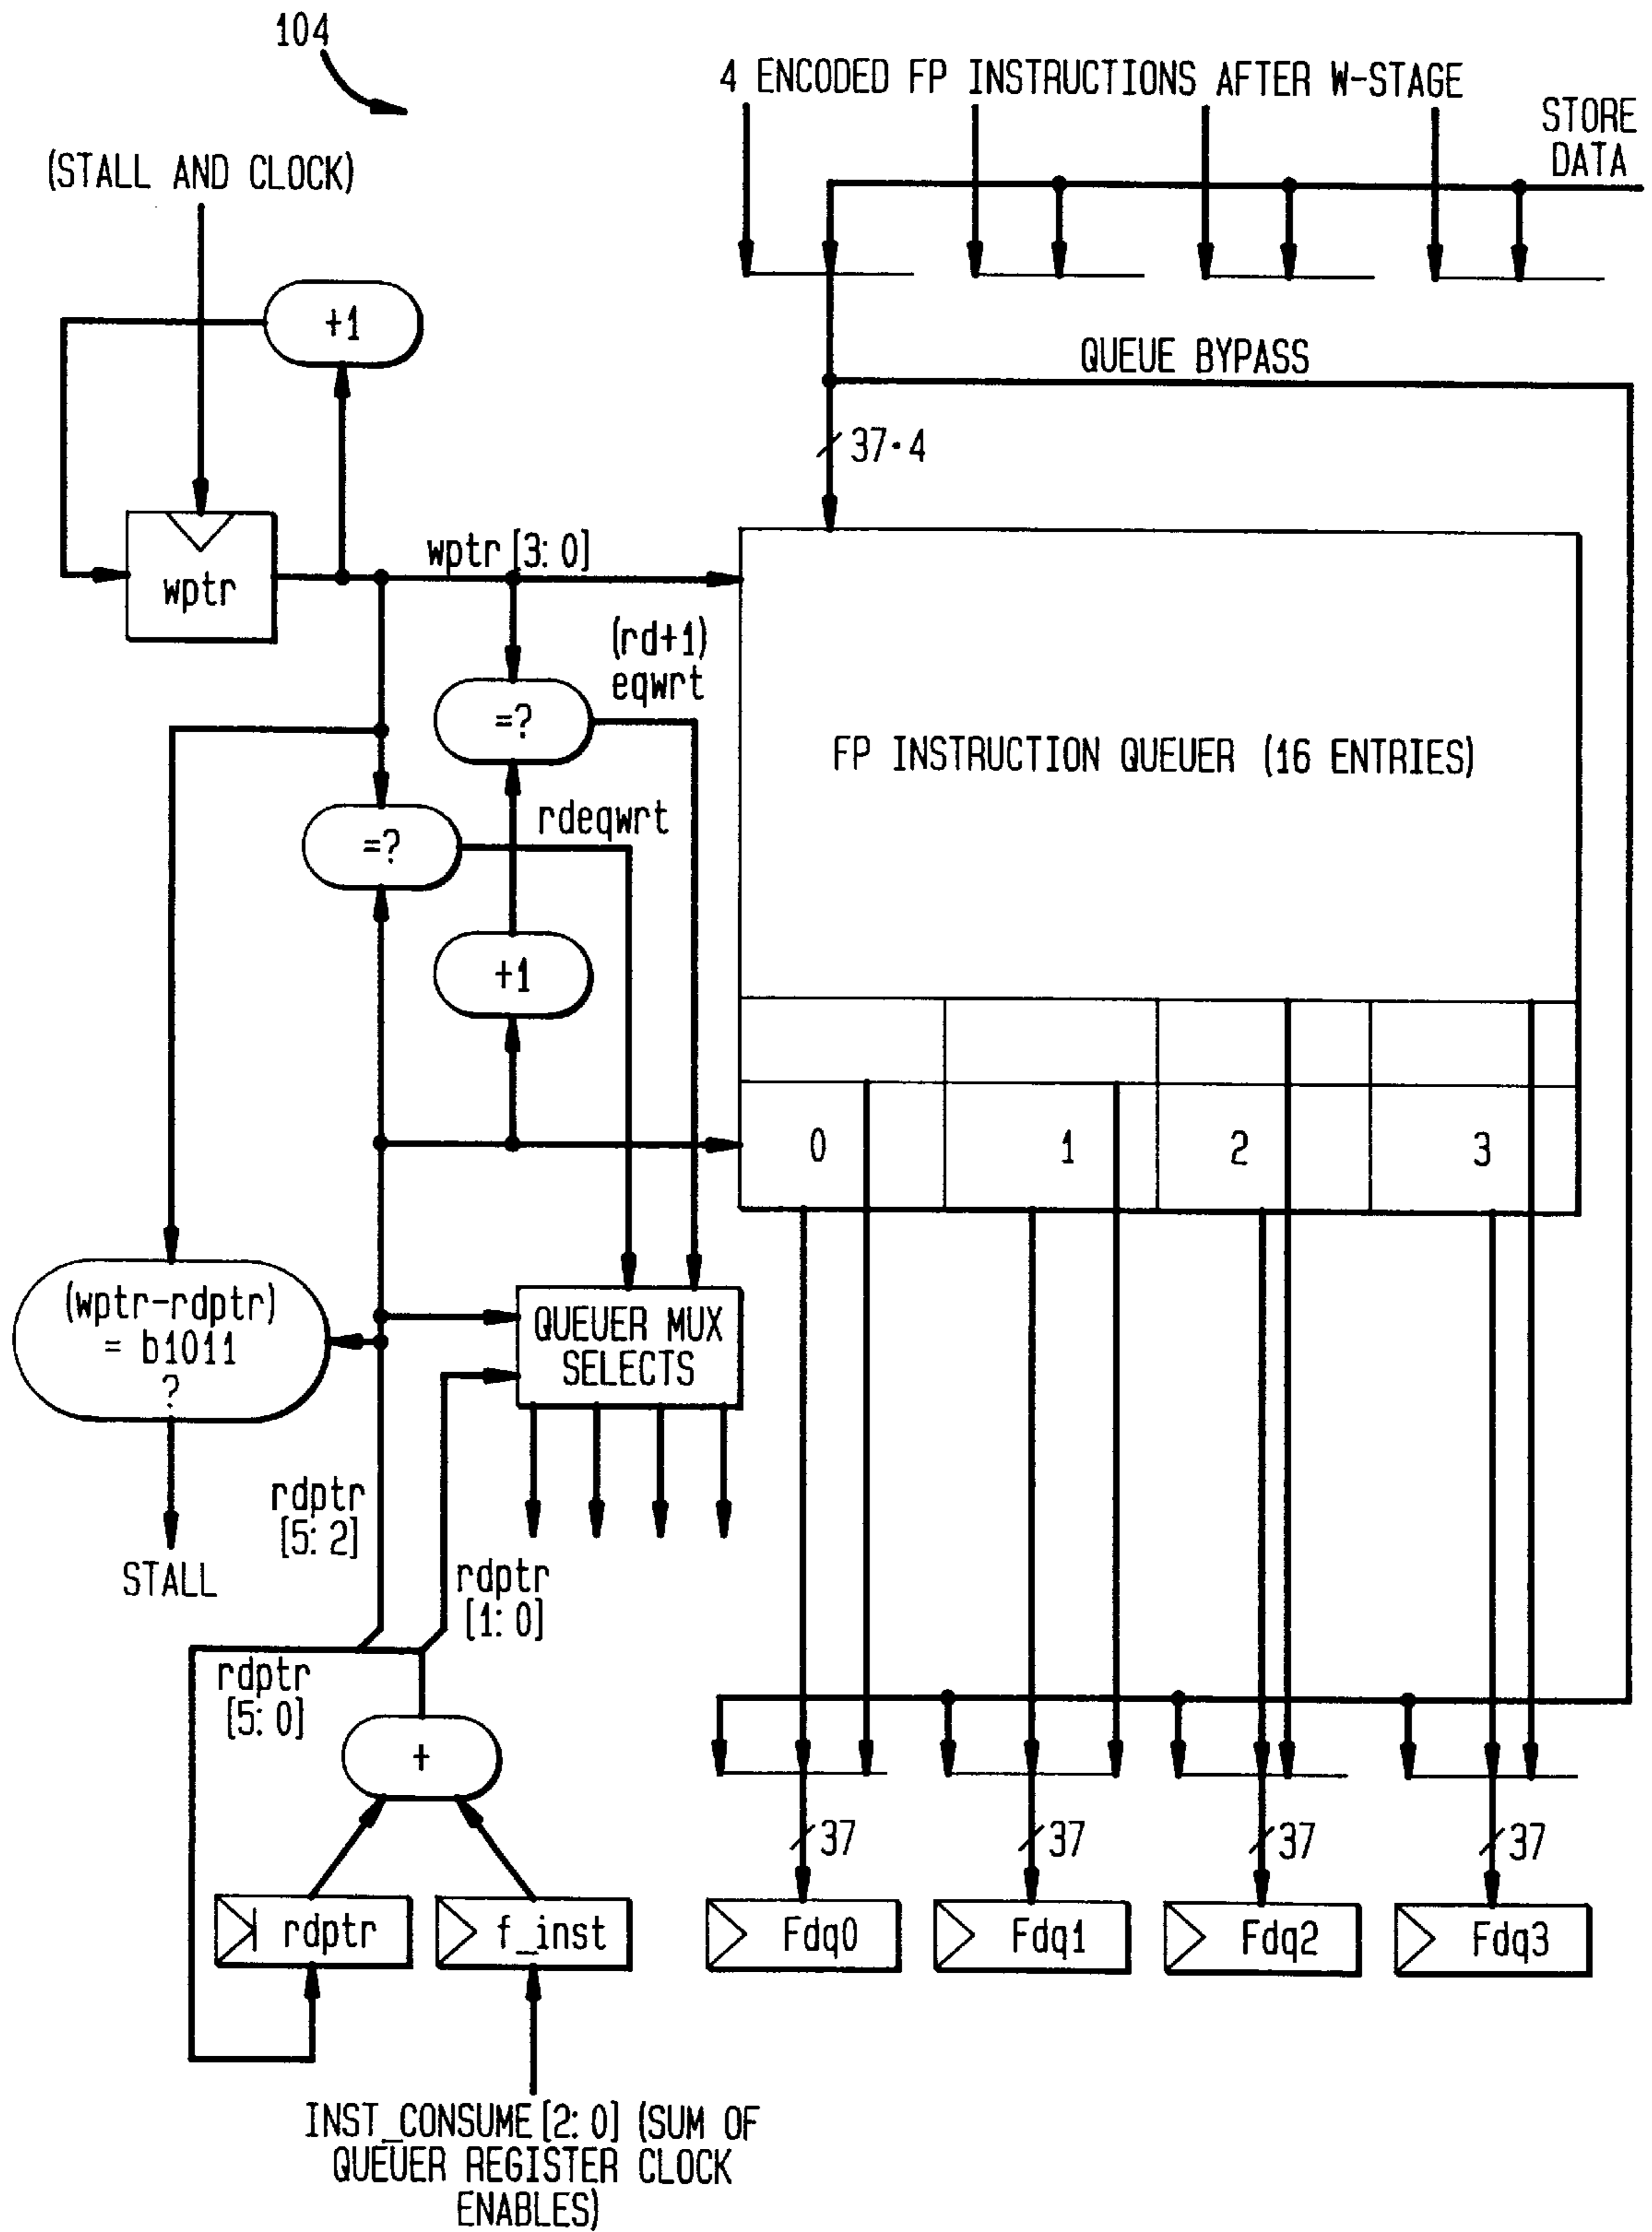 104
4 ENCODED FP INSTRUCTIONS AFTER W-STAGE
STORE
DATA
(STALL AND CLOCK)
+1
QUEUE BYPASS
37·4
wptr
wptr [3: 0]
(rd+1)
eqwrt
=?
FP INSTRUCTION QUEUER (16 ENTRIES)
rdeqwrt
=?
+1
0
1
2
3
(wptr-rdptr)
= b1011
?
QUEUER MUX
SELECTS
rdptr
[5: 2]
STALL
rdptr
[1: 0]
rdptr
[5: 0]
+
37
37
37
37
rdptr
f_inst
Fdq0
Fdq1
Fdq2
Fdq3
INST_CONSUME [2: 0] (SUM OF
QUEUER REGISTER CLOCK
ENABLES)